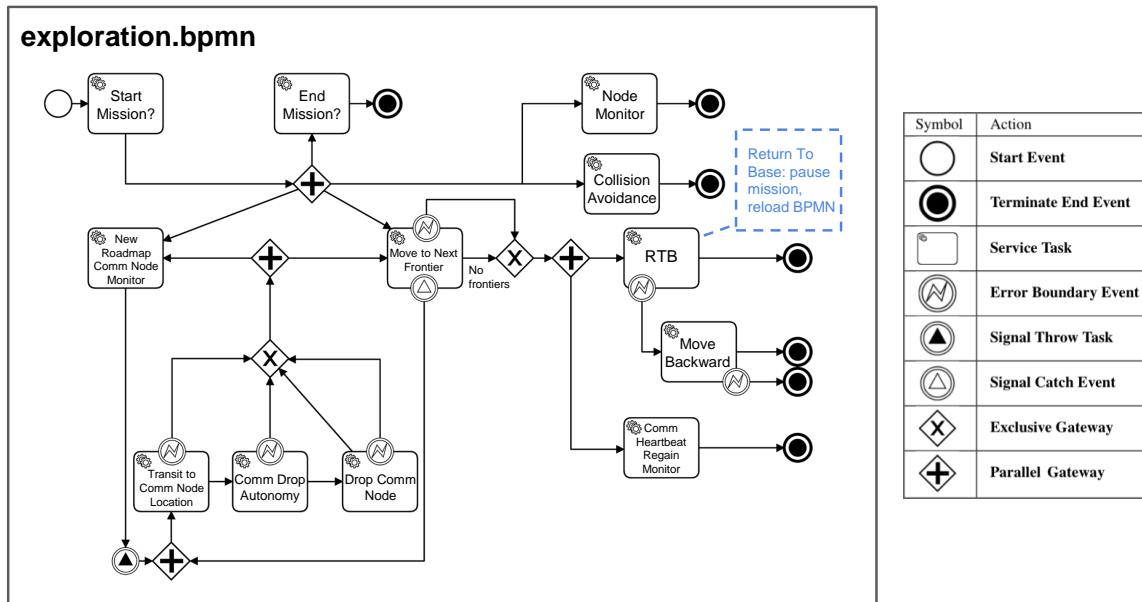 exploration.bpmn
Start
Mission?
End
Mission?
Node
Monitor
Collision
Avoidance
Return To
Base: pause
mission,
reload BPMN
New
Roadmap
Comm Node
Monitor
Move to Next
Frontier
No
frontiers
X
RTB
X
Move
Backward
Transit to
Comm Node
Location
Comm Drop
Autonomy
Drop Comm
Node
Comm
Heartbeat
Regain
Monitor
Symbol Action
Start Event
Terminate End Event
Service Task
Error Boundary Event
Signal Throw Task
Signal Catch Event
X Exclusive Gateway
Parallel Gateway